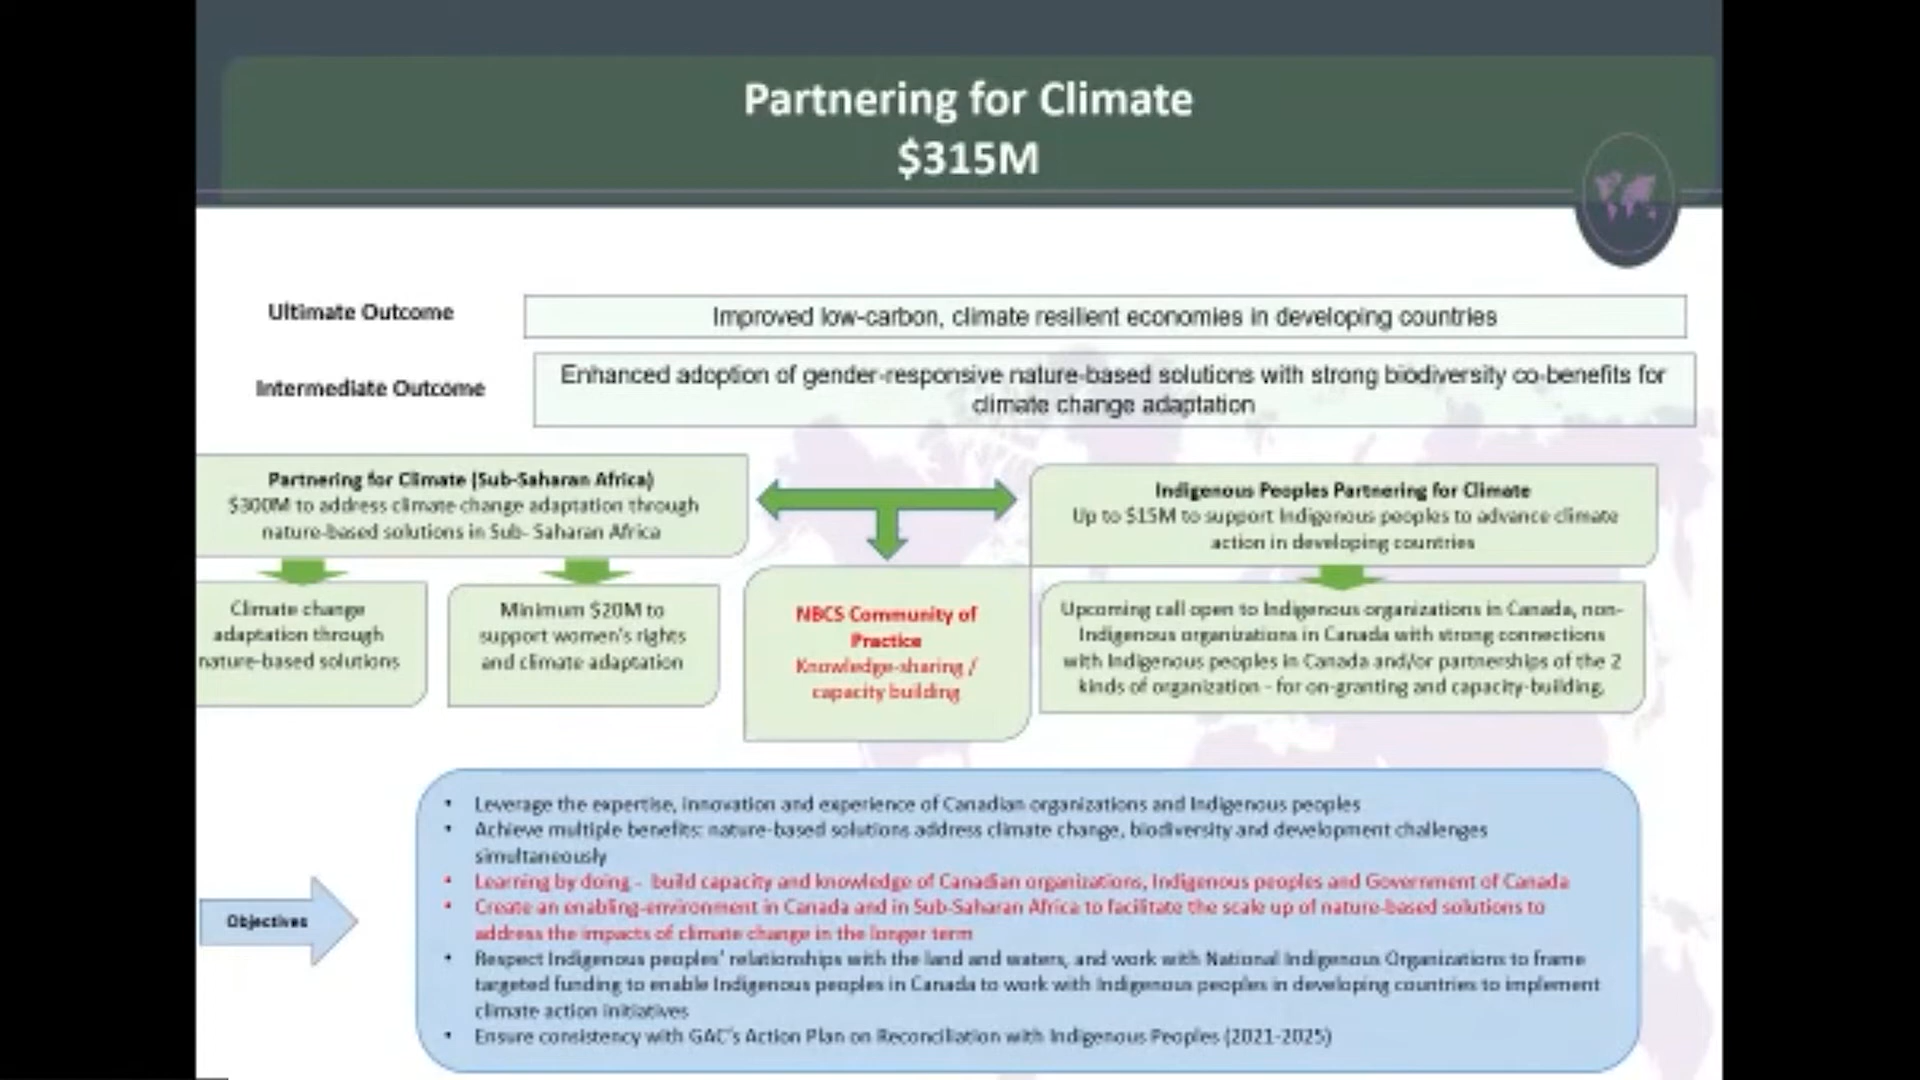 Partnering for Climate
$315M
Ultimate Outcome
Improved low-carbon, climate resilient economies in developing countries
Intermediate Outcome
Enhanced adoption of gender-responsive nature-based solutions with strong biodiversity co-benefits for
climate change adaptation
Partnering for Climate (Sub-Saharan Africa)
$300M to address climate change adaptation through
nature-based solutions in Sub- Saharan Africa
Indigenous Peoples Partnering for Climate
Up to $15M to support Indigenous peoples to advance climate
action in developing countries
Climate change
adaptation through
nature-based solutions
Minimum $20M to
support women's rights
and climate adaptation
NBCS Community of
Practice
Knowledge-sharing /
capacity building
Upcoming call open to Indigenous organizations in Canada, non-
Indigenous organizations in Canada with strong connections
with Indigenous peoples in Canada and/or partnerships of the 2
kinds of organization - for on-granting and capacity-building.
Objectives
• Leverage the expertise, innovation and experience of Canadian organizations and Indigenous peoples
• Achieve multiple benefits: nature-based solutions address climate change, biodiversity and development challenges
simultaneously
• Learning by doing - build capacity and knowledge of Canadian organizations, Indigenous peoples and Government of Canada
• Create an enabling-environment in Canada and in Sub-Saharan Africa to facilitate the scale up of nature-based solutions to
address the impacts of climate change in the longer term
• Respect Indigenous peoples' relationships with the land and waters, and work with National Indigenous Organizations to frame
targeted funding to enable Indigenous peoples in Canada to work with Indigenous peoples in developing countries to implement
climate action initiatives
• Ensure consistency with GAC's Action Plan on Reconciliation with Indigenous Peoples (2021-2025)